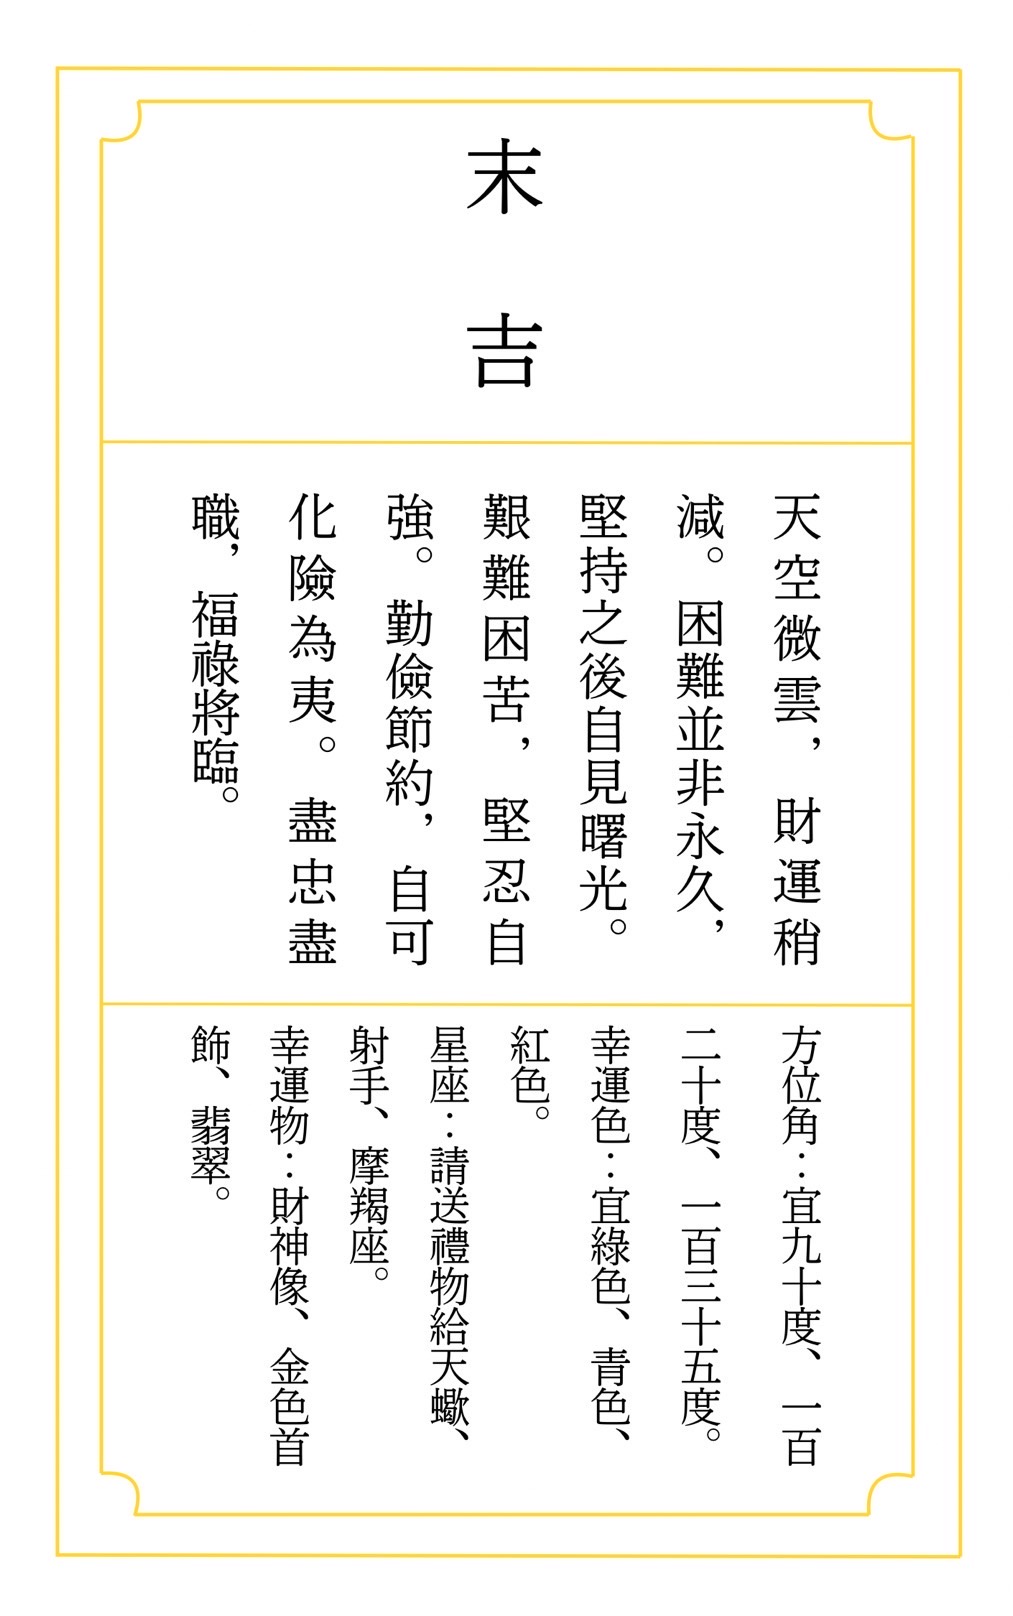 末吉
天空微雲，財運稍
減。困難並非永久，
堅持之後自見曙光。
艱難困苦，堅忍自
強。勤儉節約，自可
化險為夷。盡忠盡
職，福祿將臨。
方位角：宜九十度、一百
二十度、一百三十五度。
幸運色：宜綠色、青色、
紅色。
星座：請送禮物給天蠍、
射手、摩羯座。
幸運物：財神像、金色首
飾、翡翠。